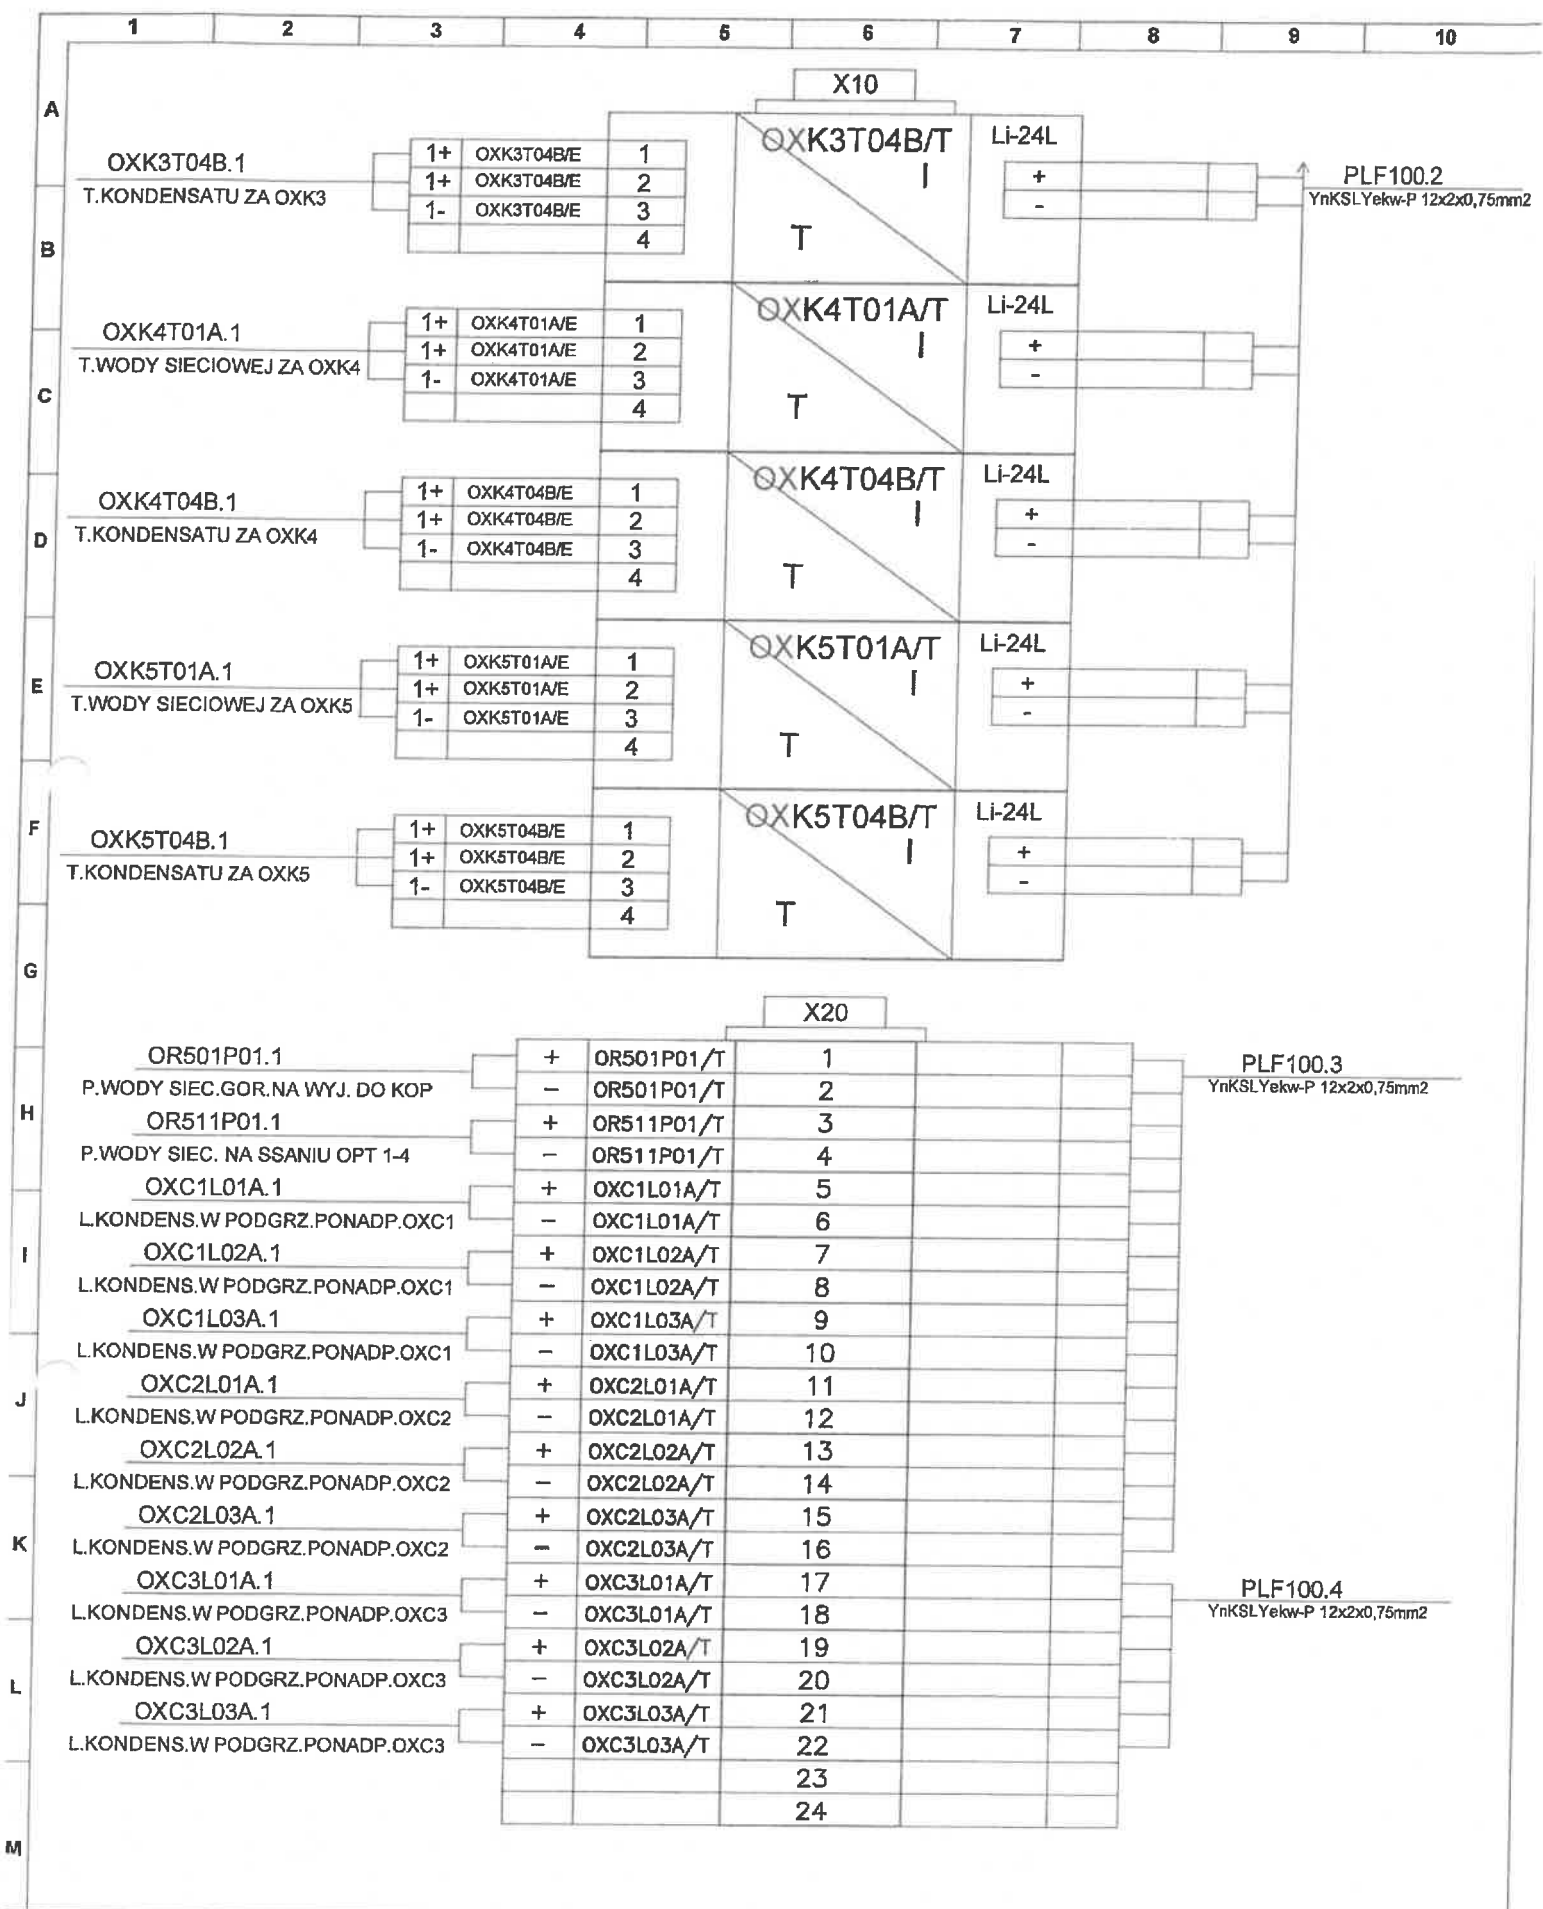 1 2 3 4 5 6 7 8 9 10
A
B
C
D
E
F
G
H
I
J
K
L
M
X10
OXK3T04B.1
T.KONDENSATU ZA OXK3
1+ OXK3T04B/E 1
1+ OXK3T04B/E 2
1- OXK3T04B/E 3
4
OXK3T04B/T
I
T
Li-24L
+
-
PLF100.2
YnKSLYekw-P 12x2x0,75mm2
OXK4T01A.1
T.WODY SIECIOWEJ ZA OXK4
1+ OXK4T01A/E 1
1+ OXK4T01A/E 2
1- OXK4T01A/E 3
4
OXK4T01A/T
I
T
Li-24L
+
-
OXK4T04B.1
T.KONDENSATU ZA OXK4
1+ OXK4T04B/E 1
1+ OXK4T04B/E 2
1- OXK4T04B/E 3
4
OXK4T04B/T
I
T
Li-24L
+
-
OXK5T01A.1
T.WODY SIECIOWEJ ZA OXK5
1+ OXK5T01A/E 1
1+ OXK5T01A/E 2
1- OXK5T01A/E 3
4
OXK5T01A/T
I
T
Li-24L
+
-
OXK5T04B.1
T.KONDENSATU ZA OXK5
1+ OXK5T04B/E 1
1+ OXK5T04B/E 2
1- OXK5T04B/E 3
4
OXK5T04B/T
I
T
Li-24L
+
-
X20
OR501P01.1 + OR501P01/T 1
P.WODY SIEC.GOR.NA WYJ. DO KOP - OR501P01/T 2
OR511P01.1 + OR511P01/T 3
P.WODY SIEC. NA SSANIU OPT 1-4 - OR511P01/T 4
OXC1L01A.1 + OXC1L01A/T 5
L.KONDENS.W PODGRZ.PONADP.OXC1 - OXC1L01A/T 6
OXC1L02A.1 + OXC1L02A/T 7
L.KONDENS.W PODGRZ.PONADP.OXC1 - OXC1L02A/T 8
OXC1L03A.1 + OXC1L03A/T 9
L.KONDENS.W PODGRZ.PONADP.OXC1 - OXC1L03A/T 10
OXC2L01A.1 + OXC2L01A/T 11
L.KONDENS.W PODGRZ.PONADP.OXC2 - OXC2L01A/T 12
OXC2L02A.1 + OXC2L02A/T 13
L.KONDENS.W PODGRZ.PONADP.OXC2 - OXC2L02A/T 14
OXC2L03A.1 + OXC2L03A/T 15
L.KONDENS.W PODGRZ.PONADP.OXC2 - OXC2L03A/T 16
OXC3L01A.1 + OXC3L01A/T 17
L.KONDENS.W PODGRZ.PONADP.OXC3 - OXC3L01A/T 18
OXC3L02A.1 + OXC3L02A/T 19
L.KONDENS.W PODGRZ.PONADP.OXC3 - OXC3L02A/T 20
OXC3L03A.1 + OXC3L03A/T 21
L.KONDENS.W PODGRZ.PONADP.OXC3 - OXC3L03A/T 22
23
24
PLF100.3
YnKSLYekw-P 12x2x0,75mm2
PLF100.4
YnKSLYekw-P 12x2x0,75mm2